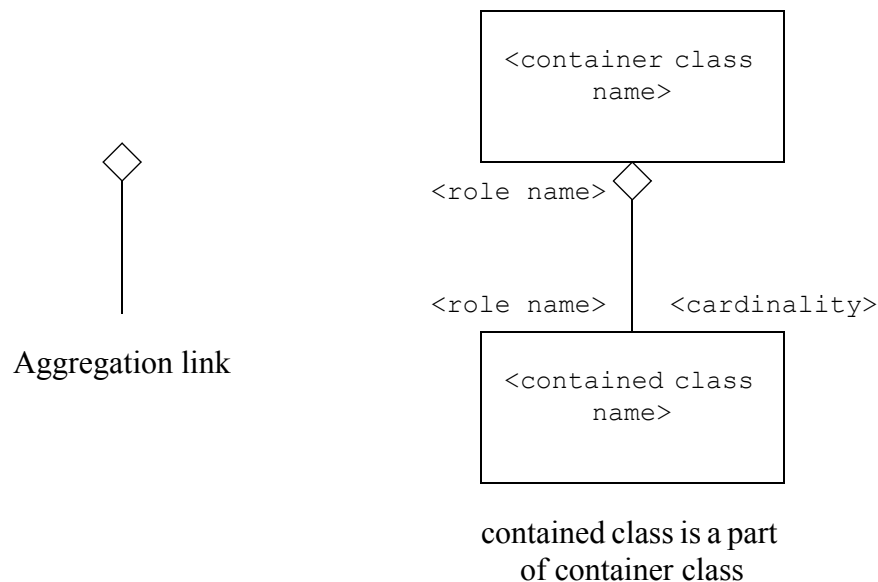 <container class
name>
<role name>
<role name>
<cardinality>
Aggregation link
<contained class
name>
contained class is a part
of container class